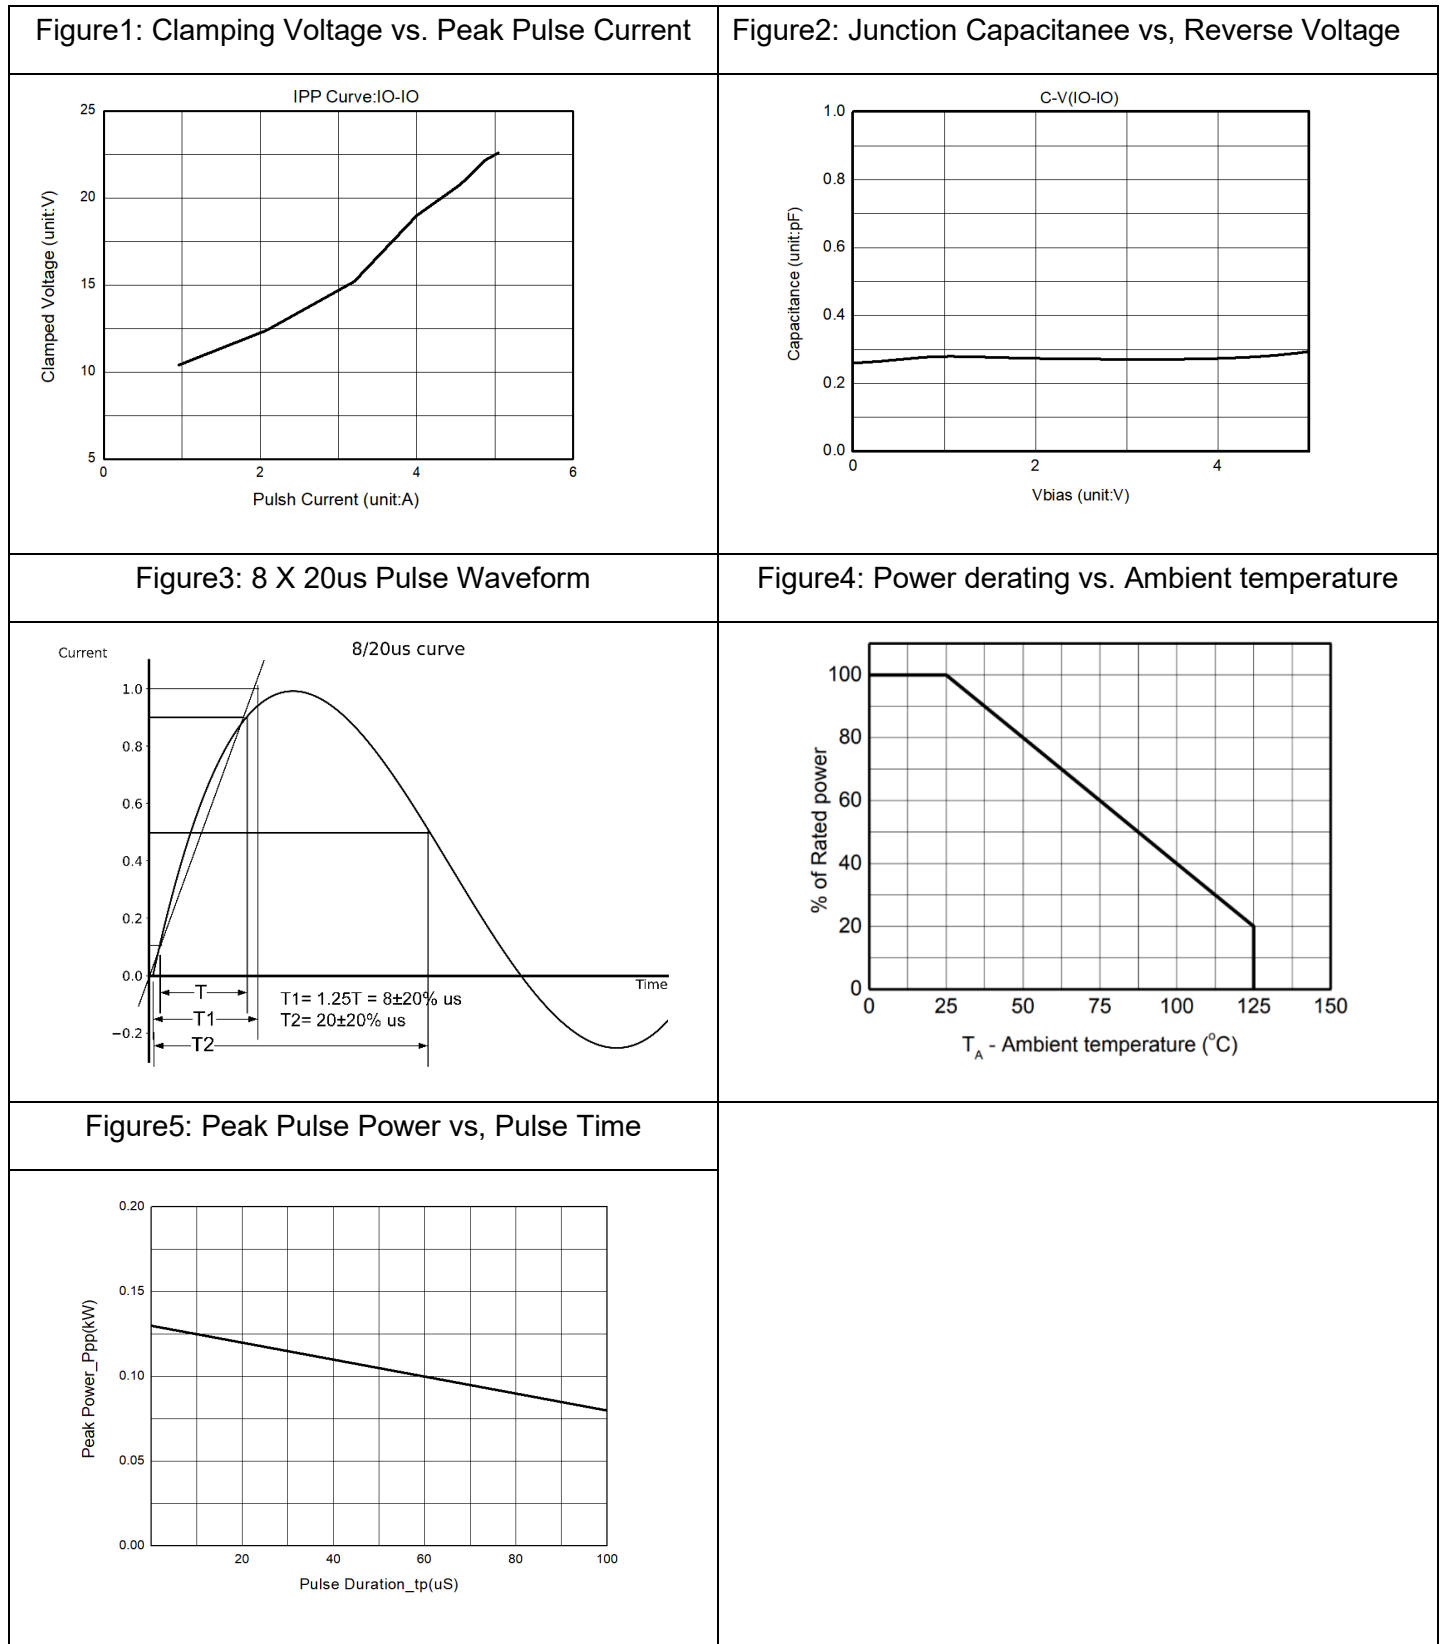 Figure1: Clamping Voltage vs. Peak Pulse Current
Figure2: Junction Capacitanee vs, Reverse Voltage
IPP Curve:IO-IO
25
20
15
10
5
0
2
4
6
Clamped Voltage (unit:V)
Pulsh Current (unit:A)
C-V(IO-IO)
1.0
0.8
0.6
0.4
0.2
0.0
0
2
4
Capacitance (unit:pF)
Vbias (unit:V)
Figure3: 8 X 20us Pulse Waveform
Figure4: Power derating vs. Ambient temperature
8/20us curve
Current
1.0
0.8
0.6
0.4
0.2
0.0
−0.2
Time
T
T1
T2
T1= 1.25T = 8±20% us
T2= 20±20% us
100
80
60
40
20
0
0
25
50
75
100
125
150
% of Rated power
TA - Ambient temperature (°C)
Figure5: Peak Pulse Power vs, Pulse Time
0.20
0.15
0.10
0.05
0.00
20
40
60
80
100
Peak Power_Ppp(kW)
Pulse Duration_tp(uS)